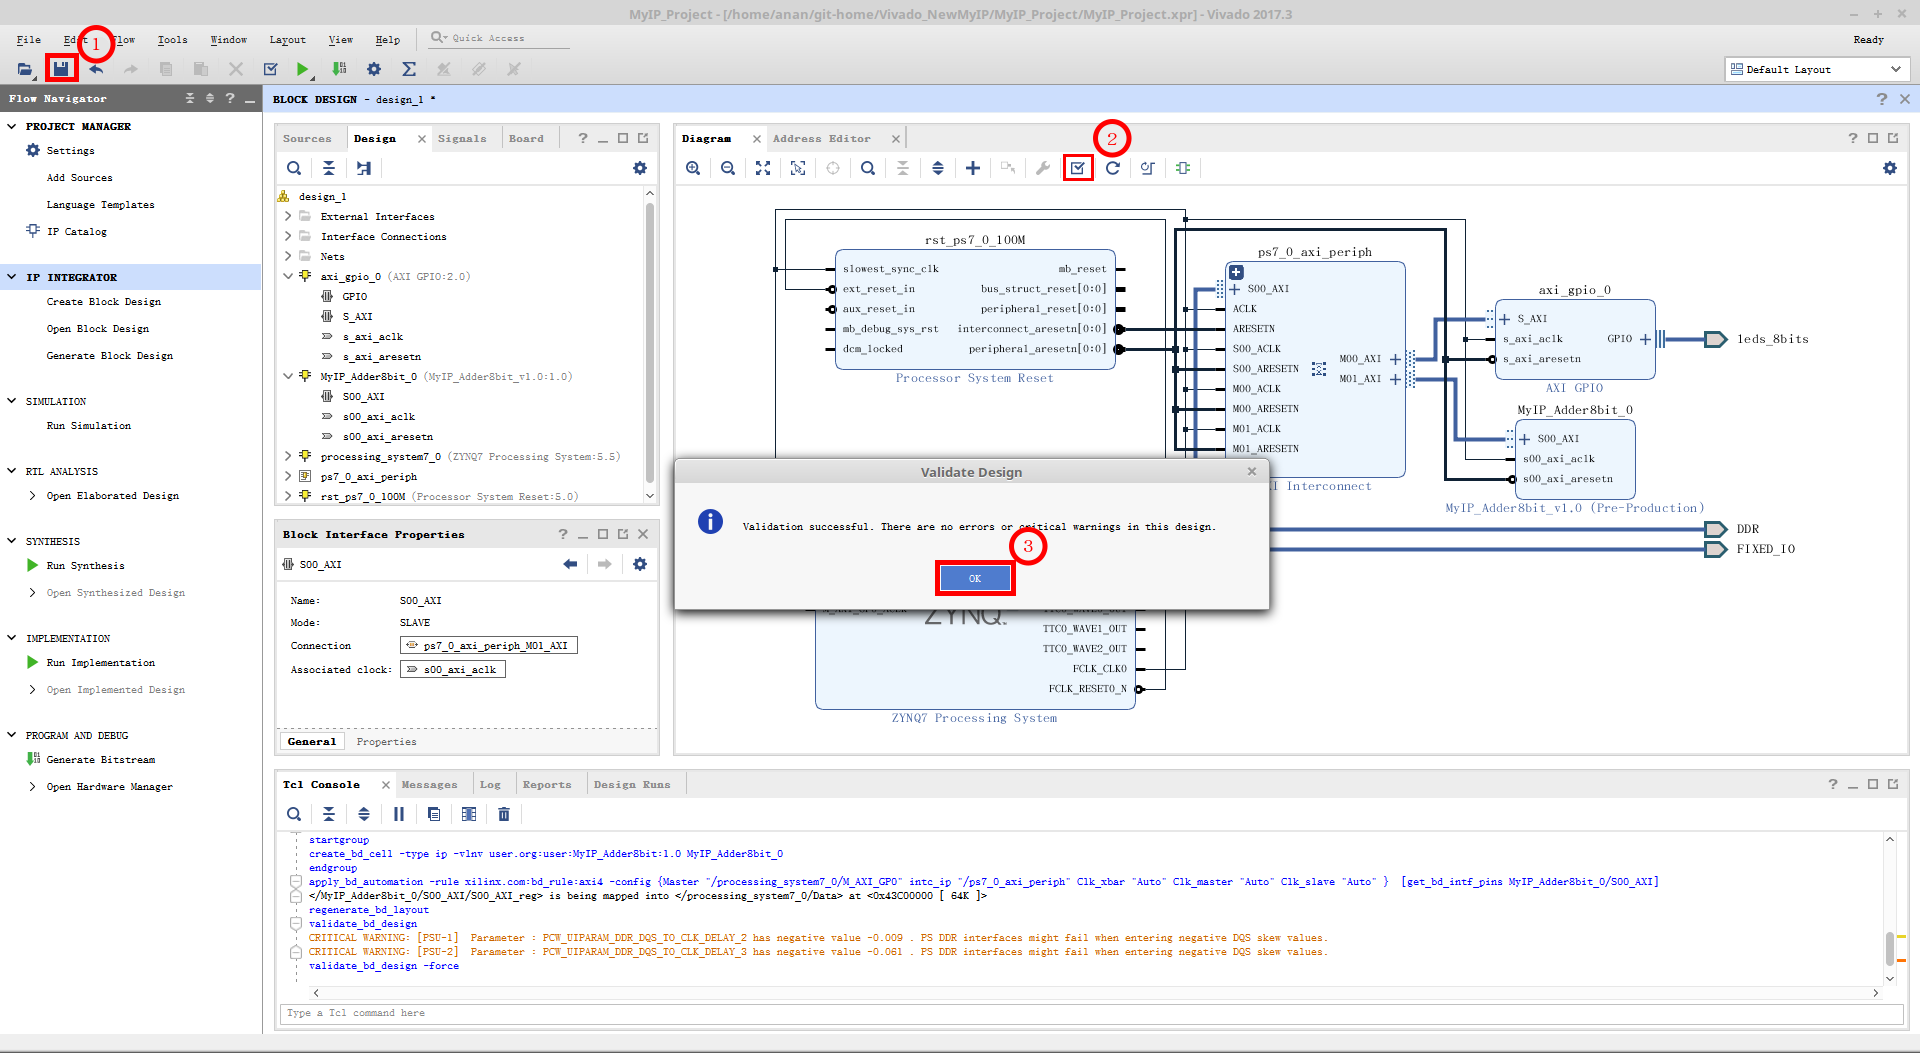 MyIP_Project - [/home/anan/git-home/Vivado_NewMyIP/MyIP_Project/MyIP_Project.xpr] - Vivado 2017.3
File Edit Flow Tools Window Layout View Help Quick Access
Ready
1
Default Layout
Flow Navigator
BLOCK DESIGN - design_1 *
PROJECT MANAGER
Settings
Add Sources
Language Templates
IP Catalog
IP INTEGRATOR
Create Block Design
Open Block Design
Generate Block Design
SIMULATION
Run Simulation
RTL ANALYSIS
Open Elaborated Design
SYNTHESIS
Run Synthesis
Open Synthesized Design
IMPLEMENTATION
Run Implementation
Open Implemented Design
PROGRAM AND DEBUG
Generate Bitstream
Open Hardware Manager
Sources Design Signals Board
design_1
External Interfaces
Interface Connections
Nets
axi_gpio_0 (AXI GPIO:2.0)
GPIO
S_AXI
s_axi_aclk
s_axi_aresetn
MyIP_Adder8bit_0 (MyIP_Adder8bit_v1.0:1.0)
S00_AXI
s00_axi_aclk
s00_axi_aresetn
processing_system7_0 (ZYNQ7 Processing System:5.5)
ps7_0_axi_periph
rst_ps7_0_100M (Processor System Reset:5.0)
Block Interface Properties
S00_AXI
Name: S00_AXI
Mode: SLAVE
Connection ps7_0_axi_periph_M01_AXI
Associated clock: s00_axi_aclk
General Properties
Diagram Address Editor
2
rst_ps7_0_100M
slowest_sync_clk
ext_reset_in
aux_reset_in
mb_debug_sys_rst
dcm_locked
mb_reset
bus_struct_reset[0:0]
peripheral_reset[0:0]
interconnect_aresetn[0:0]
peripheral_aresetn[0:0]
Processor System Reset
ps7_0_axi_periph
S00_AXI
ACLK
ARESETN
S00_ACLK
S00_ARESETN
M00_ACLK
M00_ARESETN
M01_ACLK
M01_ARESETN
M00_AXI
M01_AXI
I Interconnect
axi_gpio_0
S_AXI
s_axi_aclk
s_axi_aresetn
GPIO
AXI GPIO
leds_8bits
MyIP_Adder8bit_0
S00_AXI
s00_axi_aclk
s00_axi_aresetn
MyIP_Adder8bit_v1.0 (Pre-Production)
DDR
FIXED_IO
Validate Design
Validation successful. There are no errors or critical warnings in this design.
3
OK
ZYNQ
TTC0_WAVE1_OUT
TTC0_WAVE2_OUT
FCLK_CLK0
FCLK_RESET0_N
ZYNQ7 Processing System
Tcl Console Messages Log Reports Design Runs
startgroup
create_bd_cell -type ip -vlnv user.org:user:MyIP_Adder8bit:1.0 MyIP_Adder8bit_0
endgroup
apply_bd_automation -rule xilinx.com:bd_rule:axi4 -config {Master "/processing_system7_0/M_AXI_GP0" intc_ip "/ps7_0_axi_periph" Clk_xbar "Auto" Clk_master "Auto" Clk_slave "Auto" } [get_bd_intf_pins MyIP_Adder8bit_0/S00_AXI]
</MyIP_Adder8bit_0/S00_AXI/S00_AXI_reg> is being mapped into </processing_system7_0/Data> at <0x43C00000 [ 64K ]>
regenerate_bd_layout
validate_bd_design
CRITICAL WARNING: [PSU-1] Parameter : PCW_UIPARAM_DDR_DQS_TO_CLK_DELAY_2 has negative value -0.009 . PS DDR interfaces might fail when entering negative DQS skew values.
CRITICAL WARNING: [PSU-2] Parameter : PCW_UIPARAM_DDR_DQS_TO_CLK_DELAY_3 has negative value -0.061 . PS DDR interfaces might fail when entering negative DQS skew values.
validate_bd_design -force
Type a Tcl command here